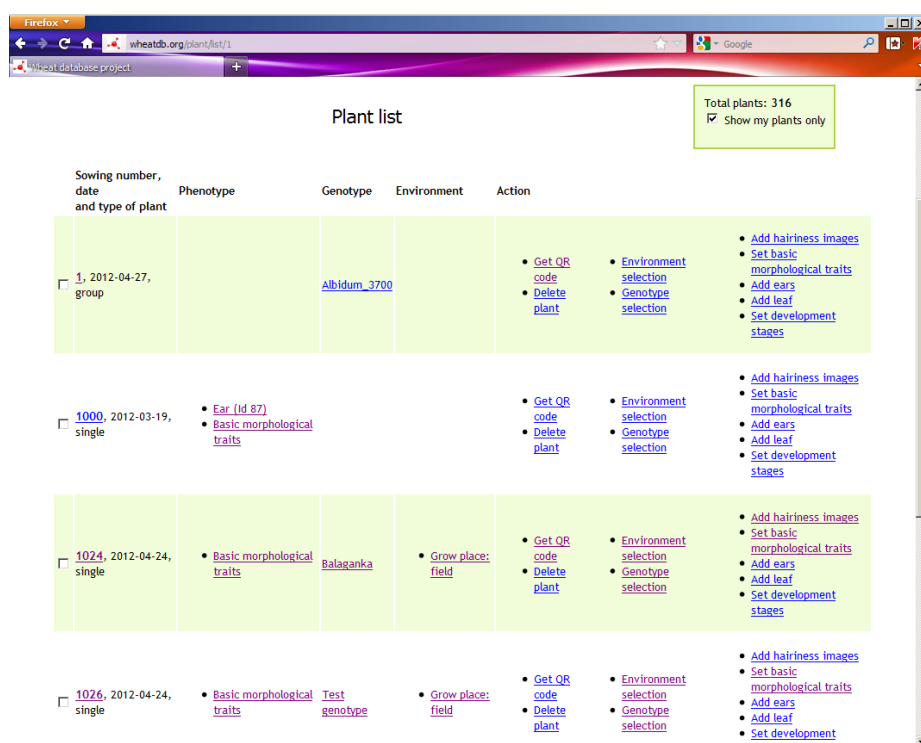 Firefox
wheatdb.org/plant/list/1
Google
Wheat database project
+
Plant list
Total plants: 316
Show my plants only
Sowing number,
date
and type of plant
Phenotype
Genotype
Environment
Action
1, 2012-04-27,
group
Albidum_3700
Get QR
code
Delete
plant
Environment
selection
Genotype
selection
Add hairiness images
Set basic
morphological traits
Add ears
Add leaf
Set development
stages
1000, 2012-03-19,
single
Ear (Id 87)
Basic morphological
traits
Get QR
code
Delete
plant
Environment
selection
Genotype
selection
Add hairiness images
Set basic
morphological traits
Add ears
Add leaf
Set development
stages
1024, 2012-04-24,
single
Basic morphological
traits
Balaganka
Grow place:
field
Get QR
code
Delete
plant
Environment
selection
Genotype
selection
Add hairiness images
Set basic
morphological traits
Add ears
Add leaf
Set development
stages
1026, 2012-04-24,
single
Basic morphological
traits
Test
genotype
Grow place:
field
Get QR
code
Delete
plant
Environment
selection
Genotype
selection
Add hairiness images
Set basic
morphological traits
Add ears
Add leaf
Set development